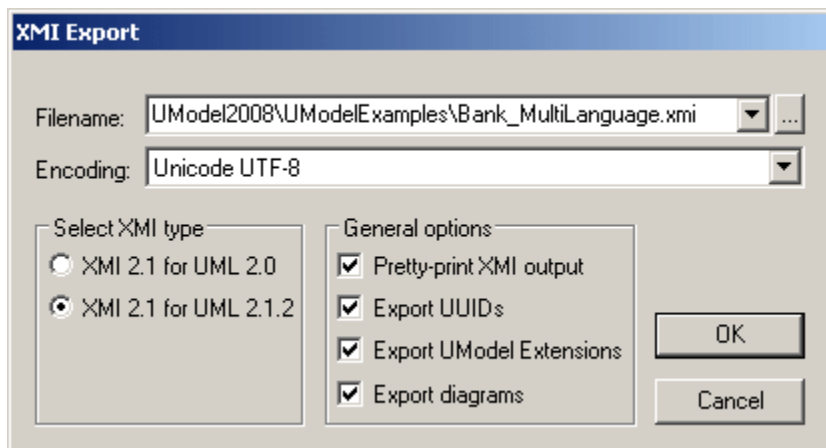 XMI Export
Filename: UModel2008\UModelExamples\Bank_MultiLanguage.xmi ...
Encoding: Unicode UTF-8
Select XMI type
XMI 2.1 for UML 2.0
XMI 2.1 for UML 2.1.2
General options
Pretty-print XMI output
Export UUIDs
Export UModel Extensions
Export diagrams
OK
Cancel